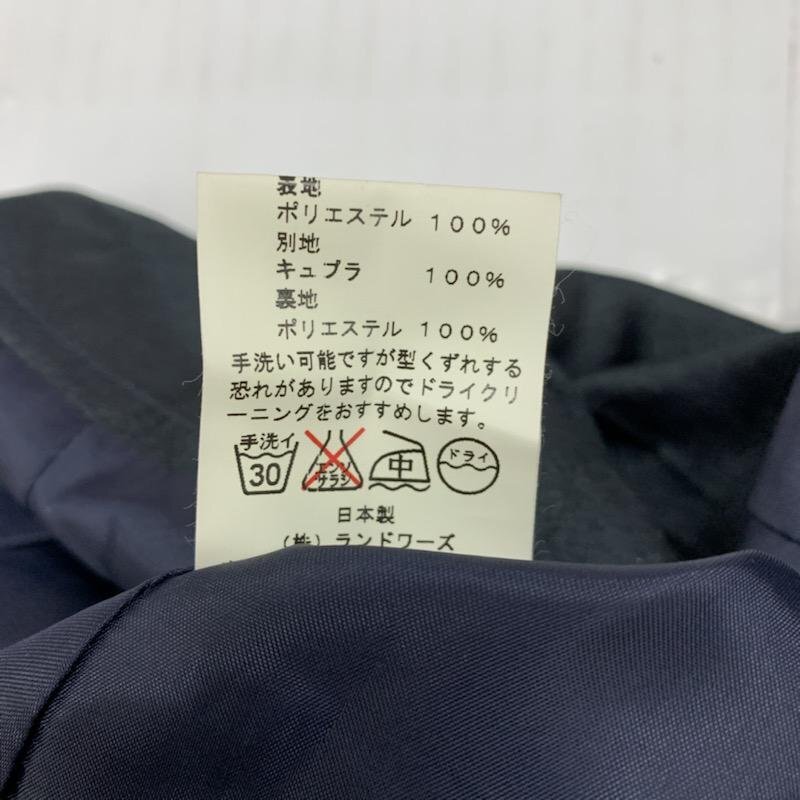 表地
ポリエステル 100%
別地
キュプラ 100%
裏地
ポリエステル 100%
手洗い可能ですが型くずれする
恐れがありますのでドライクリ
ーニングをおすすめします。
手洗イ
30
エンソ
サラシ
中
ドライ
日本製
(株)ランドワーズ